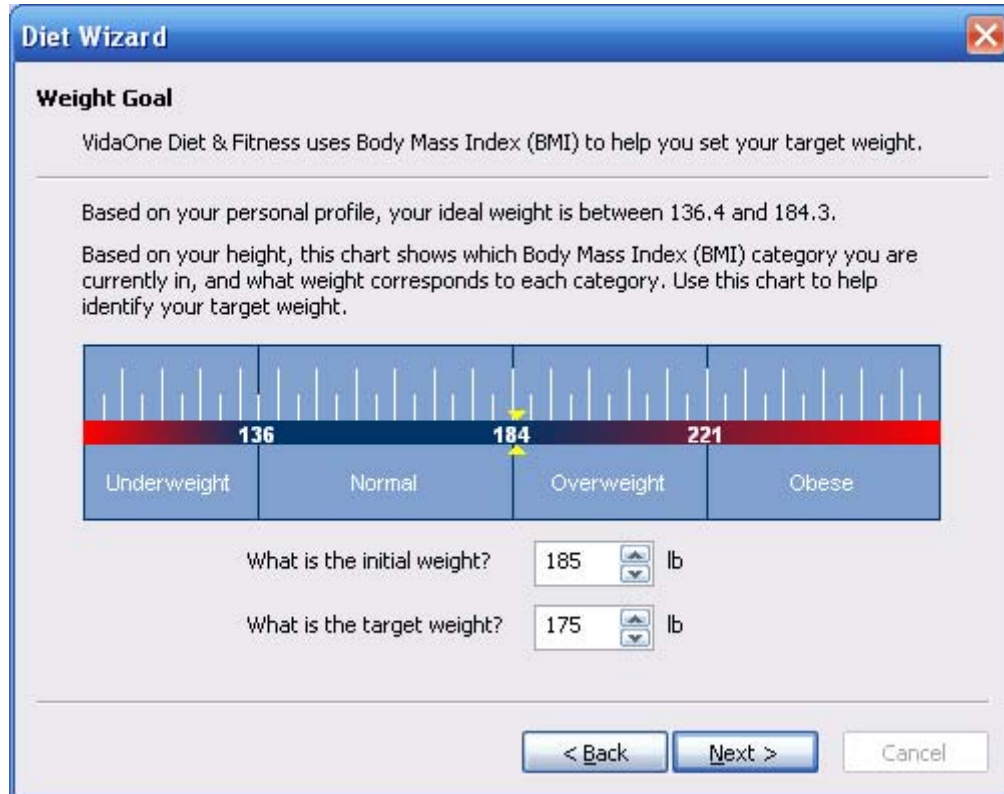 Diet Wizard
Weight Goal
VidaOne Diet & Fitness uses Body Mass Index (BMI) to help you set your target weight.
Based on your personal profile, your ideal weight is between 136.4 and 184.3.
Based on your height, this chart shows which Body Mass Index (BMI) category you are
currently in, and what weight corresponds to each category. Use this chart to help
identify your target weight.
136 184 221
Underweight Normal Overweight Obese
What is the initial weight? 185 lb
What is the target weight? 175 lb
< Back Next > Cancel